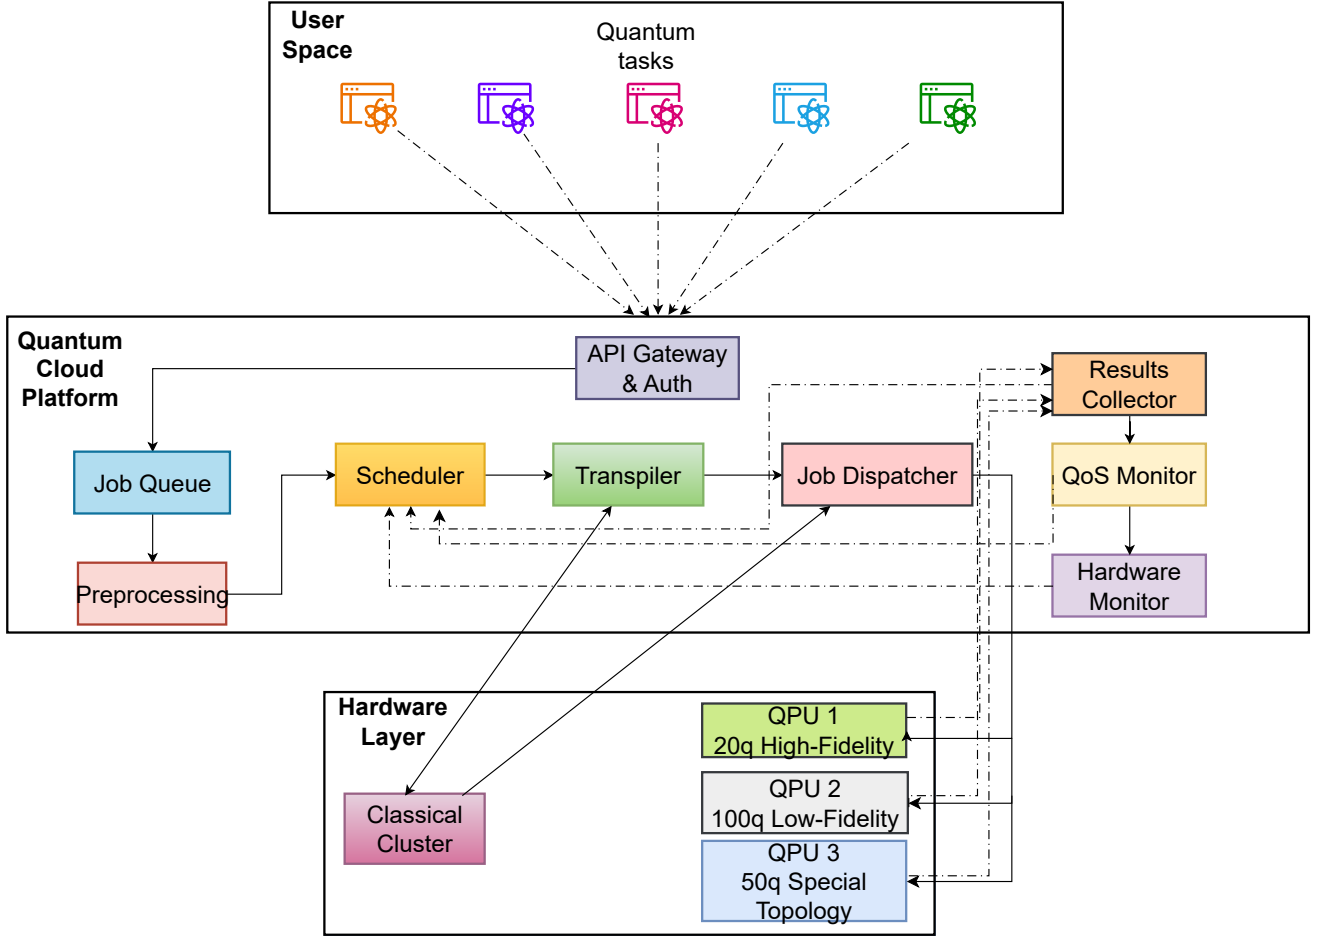 User
Space
Quantum
tasks
Quantum
Cloud
Platform
API Gateway
& Auth
Results
Collector
Job Queue
Scheduler
Transpiler
Job Dispatcher
QoS Monitor
Preprocessing
Hardware
Monitor
Hardware
Layer
QPU 1
20q High-Fidelity
QPU 2
100q Low-Fidelity
Classical
Cluster
QPU 3
50q Special
Topology